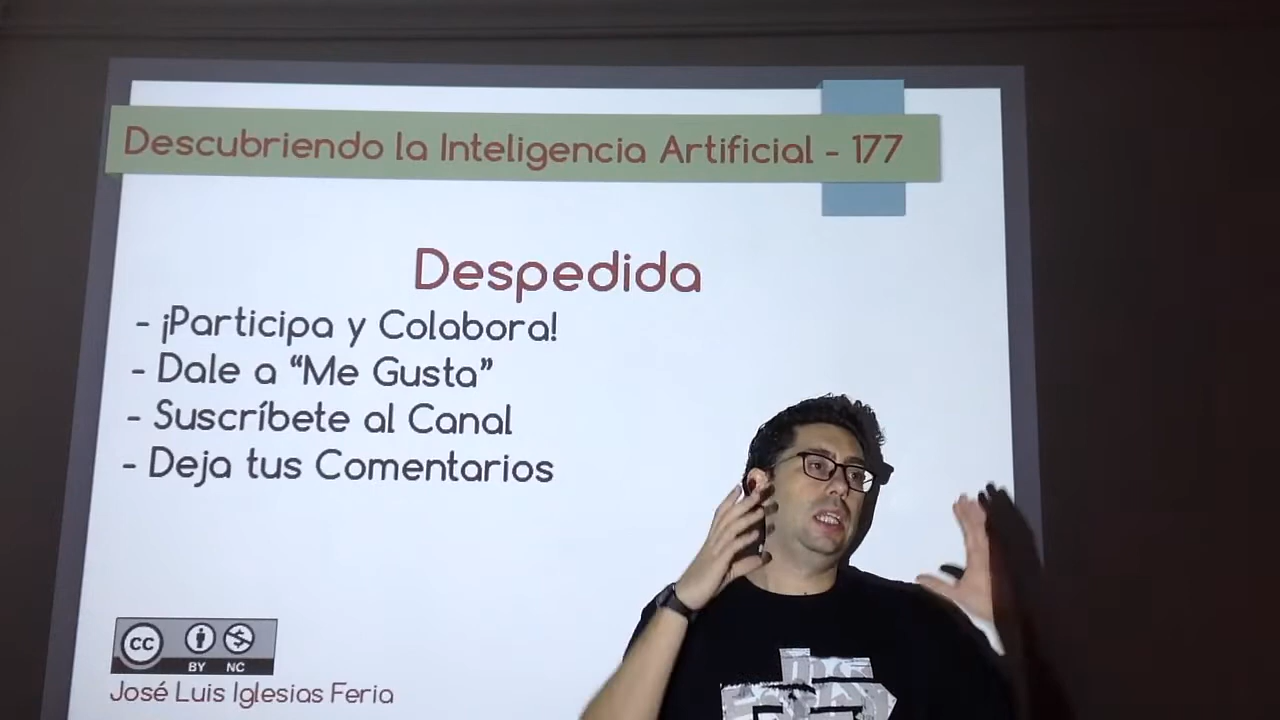 Descubriendo la Inteligencia Artificial - 177
Despedida
- ¡Participa y Colabora!
- Dale a “Me Gusta”
- Suscríbete al Canal
- Deja tus Comentarios
CC
BY NC
José Luis Iglesias Feria